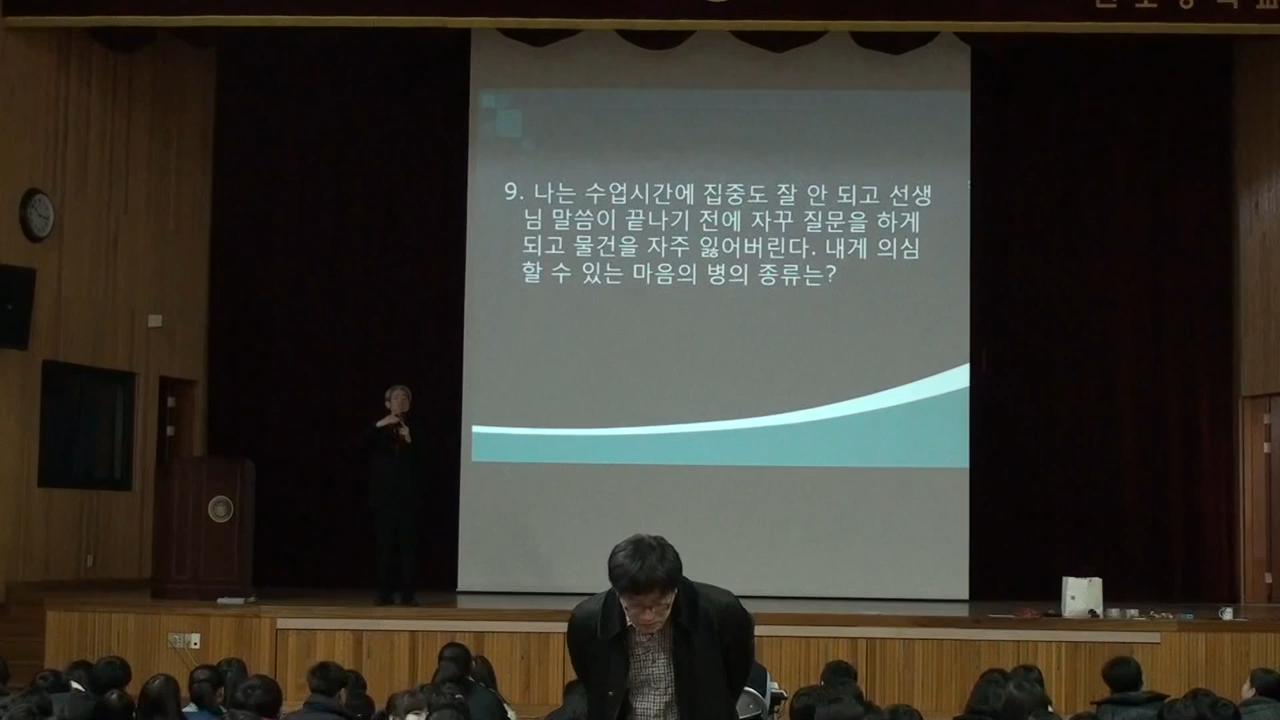 9. 나는 수업시간에 집중도 잘 안 되고 선생
님 말씀이 끝나기 전에 자꾸 질문을 하게
되고 물건을 자주 잃어버린다. 내게 의심
할 수 있는 마음의 병의 종류는?